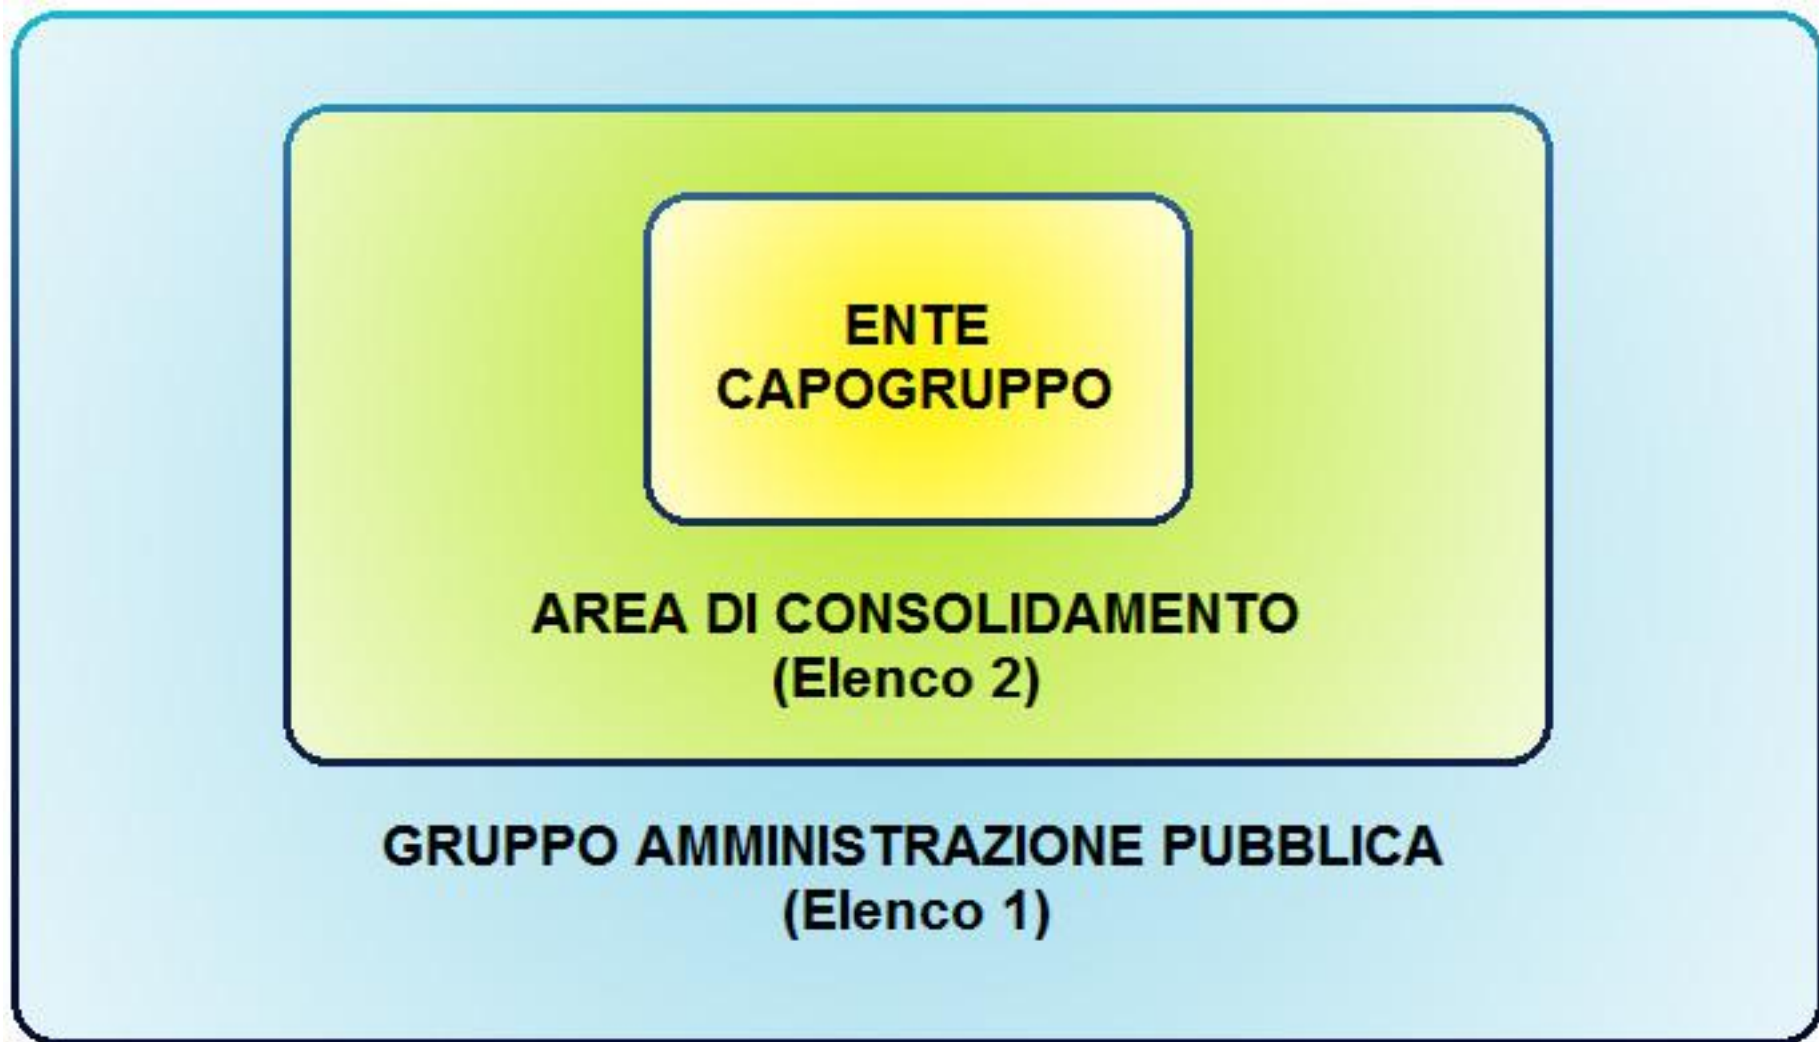 ENTE
CAPOGRUPPO
AREA DI CONSOLIDAMENTO
(Elenco 2)
GRUPPO AMMINISTRAZIONE PUBBLICA
(Elenco 1)